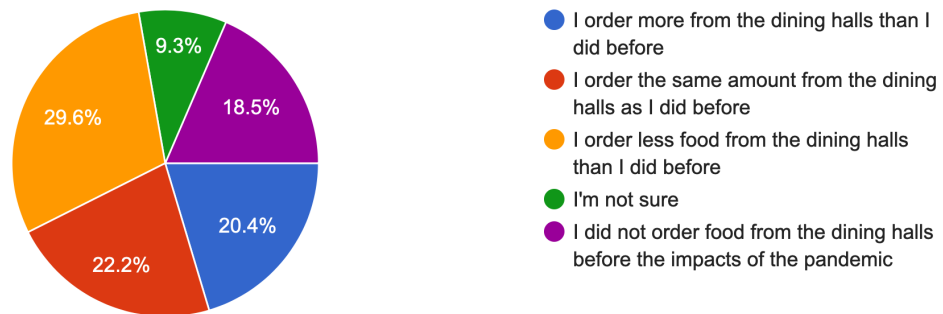 9.3%
18.5%
29.6%
20.4%
22.2%
I order more from the dining halls than I
did before
I order the same amount from the dining
halls as I did before
I order less food from the dining halls
than I did before
I'm not sure
I did not order food from the dining halls
before the impacts of the pandemic